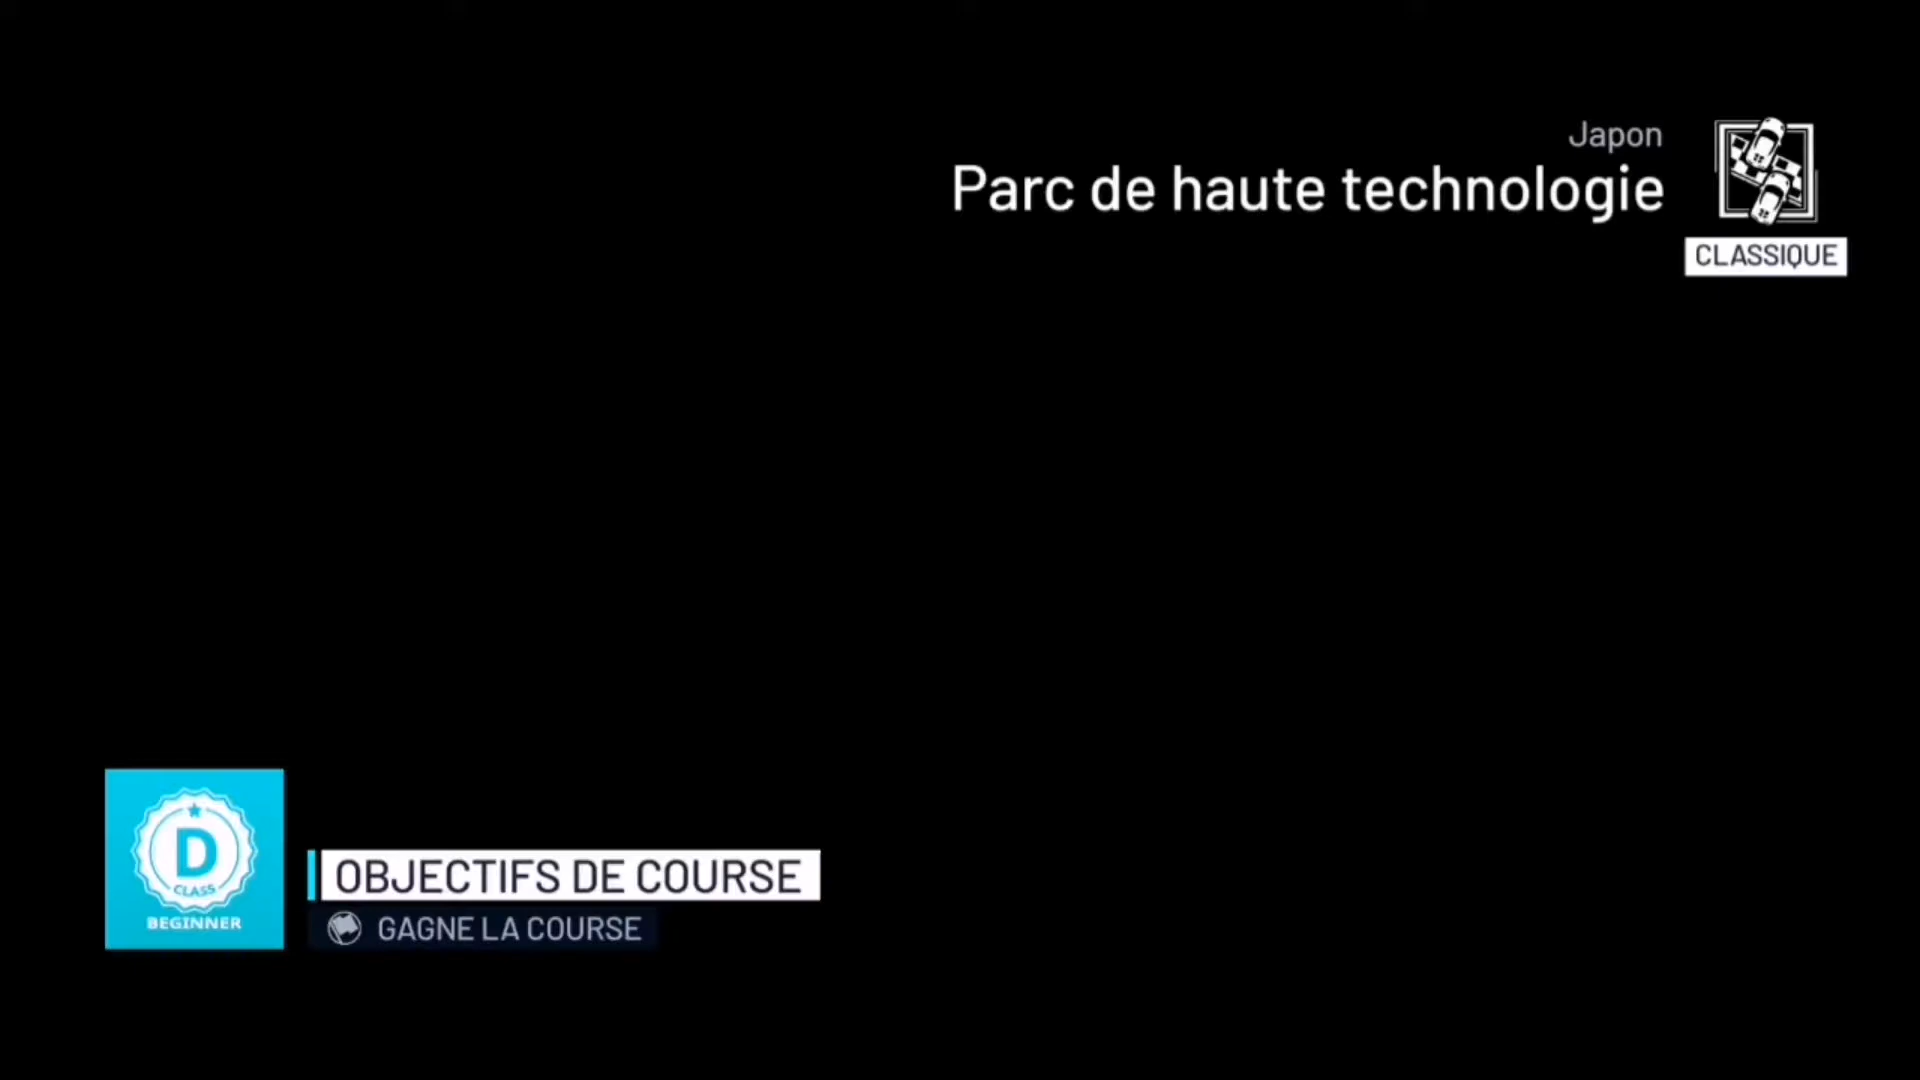 Japon
Parc de haute technologie
CLASSIQUE
D
CLASS
BEGINNER
OBJECTIFS DE COURSE
GAGNE LA COURSE